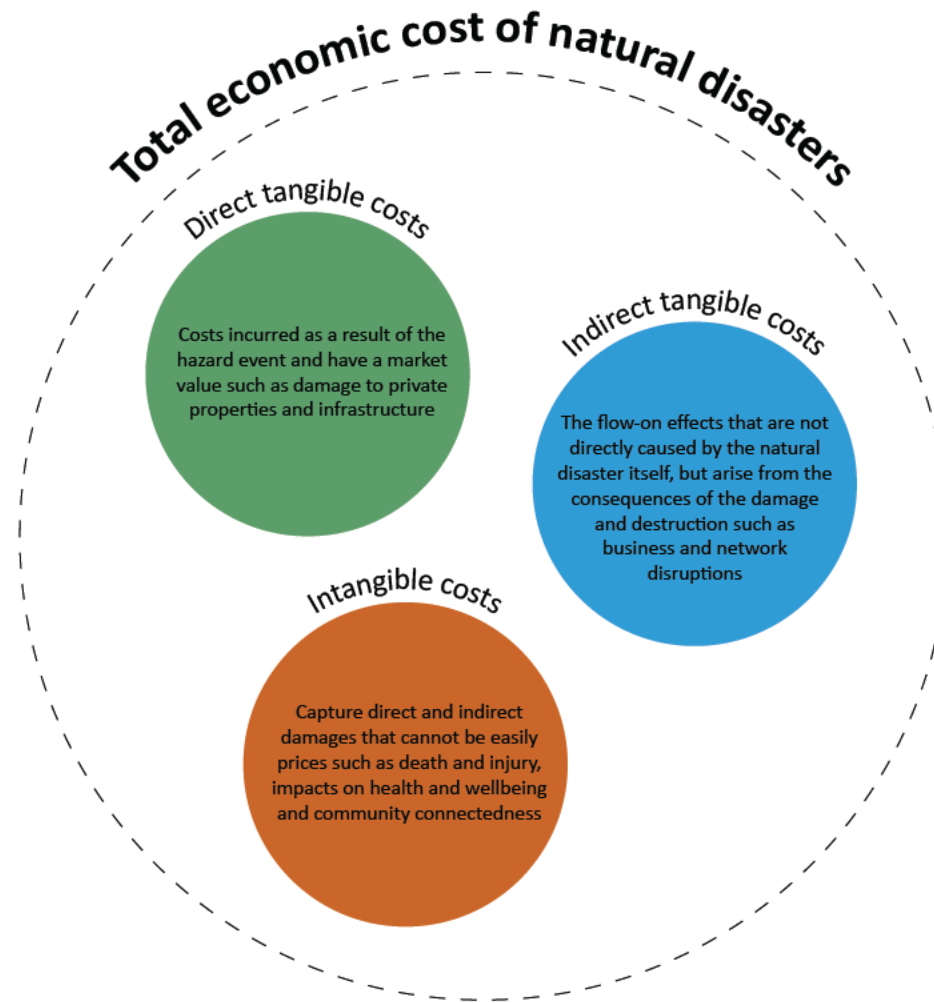 Total economic cost of natural disasters
Direct tangible costs
Costs incurred as a result of the
hazard event and have a market
value such as damage to private
properties and infrastructure
Indirect tangible costs
The flow-on effects that are not
directly caused by the natural
disaster itself, but arise from the
consequences of the damage
and destruction such as
business and network
disruptions
Intangible costs
Capture direct and indirect
damages that cannot be easily
prices such as death and injury,
impacts on health and wellbeing
and community connectedness